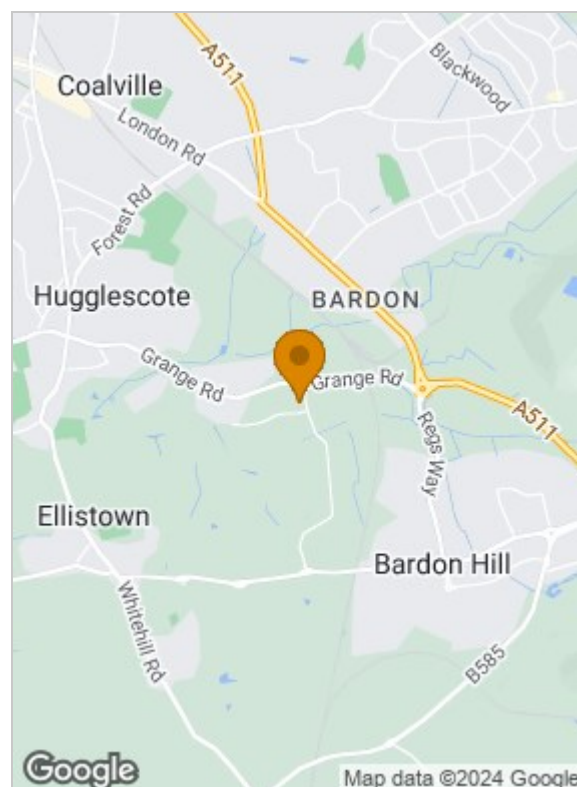 A511
Blackwood
Coalville
London Rd
Forest Rd
Hugglescote
BARDON
Grange Rd
Grange Rd
A511
Regs Way
Ellistown
Bardon Hill
Whitehill Rd
B585
Google
Map data ©2024 Google